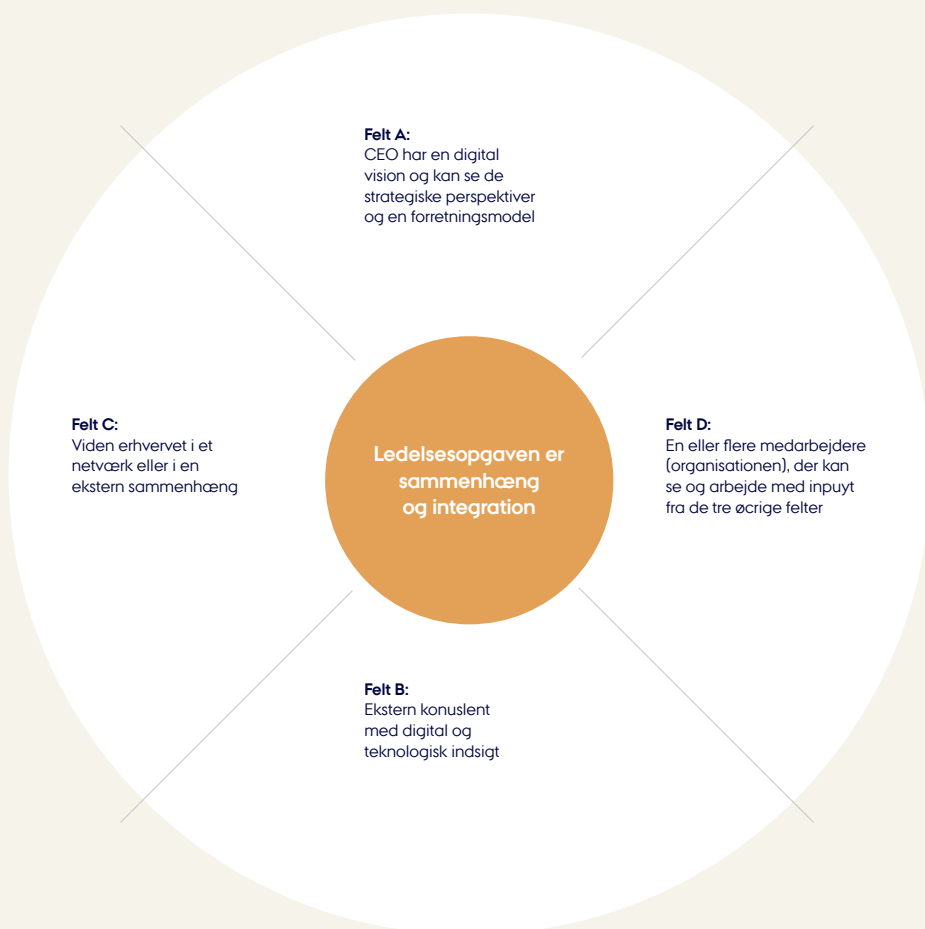 Felt A:
CEO har en digital
vision og kan se de
strategiske perspektiver
og en forretningsmodel
Felt C:
Viden erhvervet i et
netværk eller i en
ekstern sammenhæng
Ledelsesopgaven er
sammenhæng
og integration
Felt D:
En eller flere medarbejdere
(organisationen), der kan
se og arbejde med inpuyt
fra de tre øcrige felter
Felt B:
Ekstern konuslent
med digital og
teknologisk indsigt